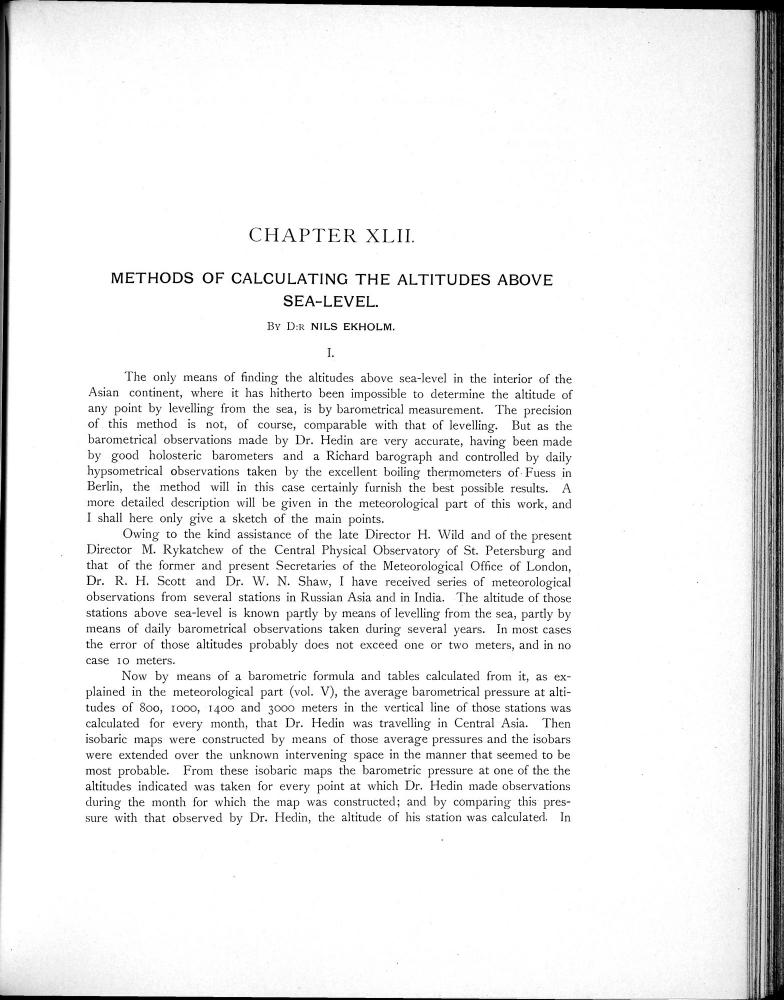 CHAPTER XLII.
METHODS OF CALCULATING THE ALTITUDES ABOVE
SEA-LEVEL.
BY D:R NILS EKHOLM.
I.
The only means of finding the altitudes above sea-level in the interior of the
Asian continent, where it has hitherto been impossible to determine the altitude of
any point by levelling from the sea, is by barometrical measurement. The precision
of this method is not, of course, comparable with that of levelling. But as the
barometrical observations made by Dr. Hedin are very accurate, having been made
by good holosteric barometers and a Richard barograph and controlled by daily
hypsometrical observations taken by the excellent boiling thermometers of Fuess in
Berlin, the method will in this case certainly furnish the best possible results. A
more detailed description will be given in the meteorological part of this work, and
I shall here only give a sketch of the main points.
Owing to the kind assistance of the late Director H. Wild and of the present
Director M. Rykatchew of the Central Physical Observatory of St. Petersburg and
that of the former and present Secretaries of the Meteorological Office of London,
Dr. R. H. Scott and Dr. W. N. Shaw, I have received series of meteorological
observations from several stations in Russian Asia and in India. The altitude of those
stations above sea-level is known partly by means of levelling from the sea, partly by
means of daily barometrical observations taken during several years. In most cases
the error of those altitudes probably does not exceed one or two meters, and in no
case 10 meters.
Now by means of a barometric formula and tables calculated from it, as ex-
plained in the meteorological part (vol. V), the average barometrical pressure at alti-
tudes of 800, 1000, 1400 and 3000 meters in the vertical line of those stations was
calculated for every month, that Dr. Hedin was travelling in Central Asia. Then
isobaric maps were constructed by means of those average pressures and the isobars
were extended over the unknown intervening space in the manner that seemed to be
most probable. From these isobaric maps the barometric pressure at one of the the
altitudes indicated was taken for every point at which Dr. Hedin made observations
during the month for which the map was constructed; and by comparing this pres-
sure with that observed by Dr. Hedin, the altitude of his station was calculated. In